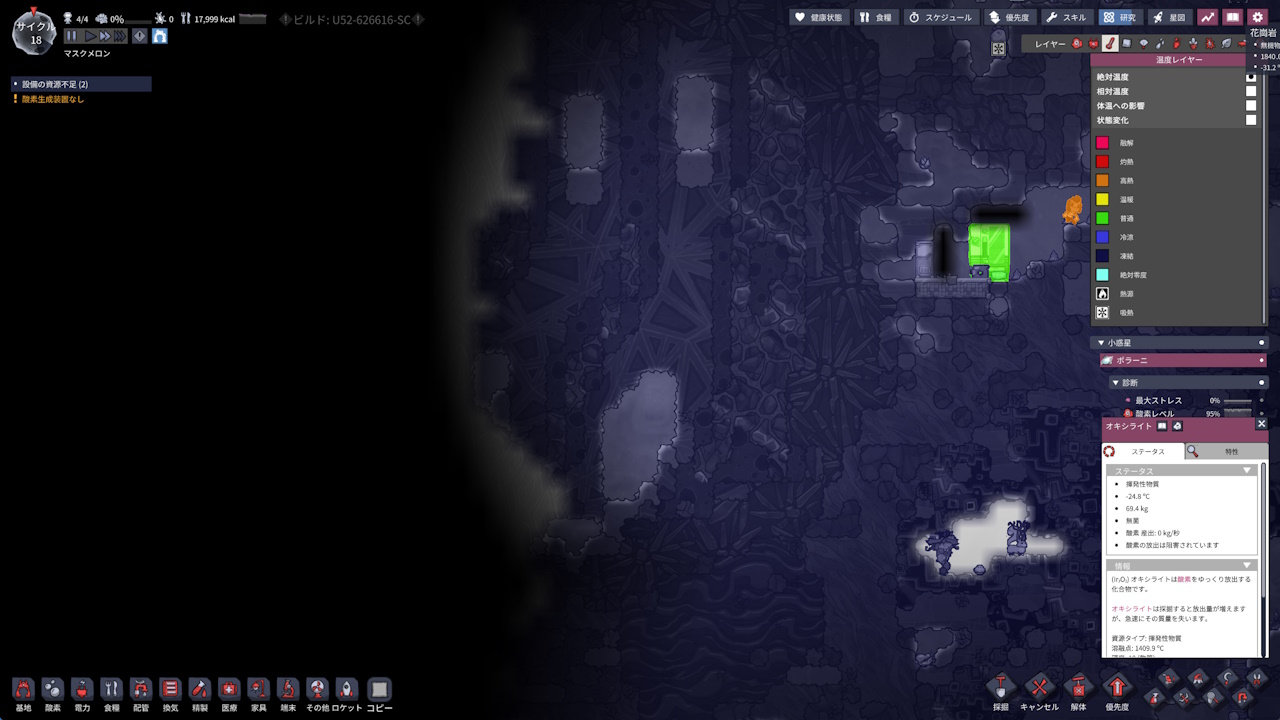 サイクル
18
4/4
0%
0
17,999 kcal
ビルド: U52-626616-SC
マスクメロン
設備の資源不足 (2)
酸素生成装置なし
健康状態
食糧
スケジュール
優先度
スキル
研究
星図
レイヤー
花崗岩
無機物
1840.0
-31.2 °
温度レイヤー
絶対温度
相対温度
体温への影響
状態変化
融解
灼熱
高熱
温暖
普通
冷涼
凍結
絶対零度
熱源
吸熱
小惑星
ポラーニ
診断
最大ストレス 0%
酸素レベル 95%
オキシライト
ステータス
特性
ステータス
揮発性物質
-24.8 ºC
69.4 kg
無菌
酸素 産出: 0 kg/秒
酸素の放出は阻害されています
情報
(Ir₂O₂) オキシライトは酸素をゆっくり放出する
化合物です。
オキシライトは採掘すると放出量が増えます
が、急速にその質量を失います。
資源タイプ: 揮発性物質
溶融点: 1409.9 ºC
基地
酸素
電力
食糧
配管
換気
精製
医療
家具
端末
その他
ロケット
コピー
採掘
キャンセル
解体
優先度